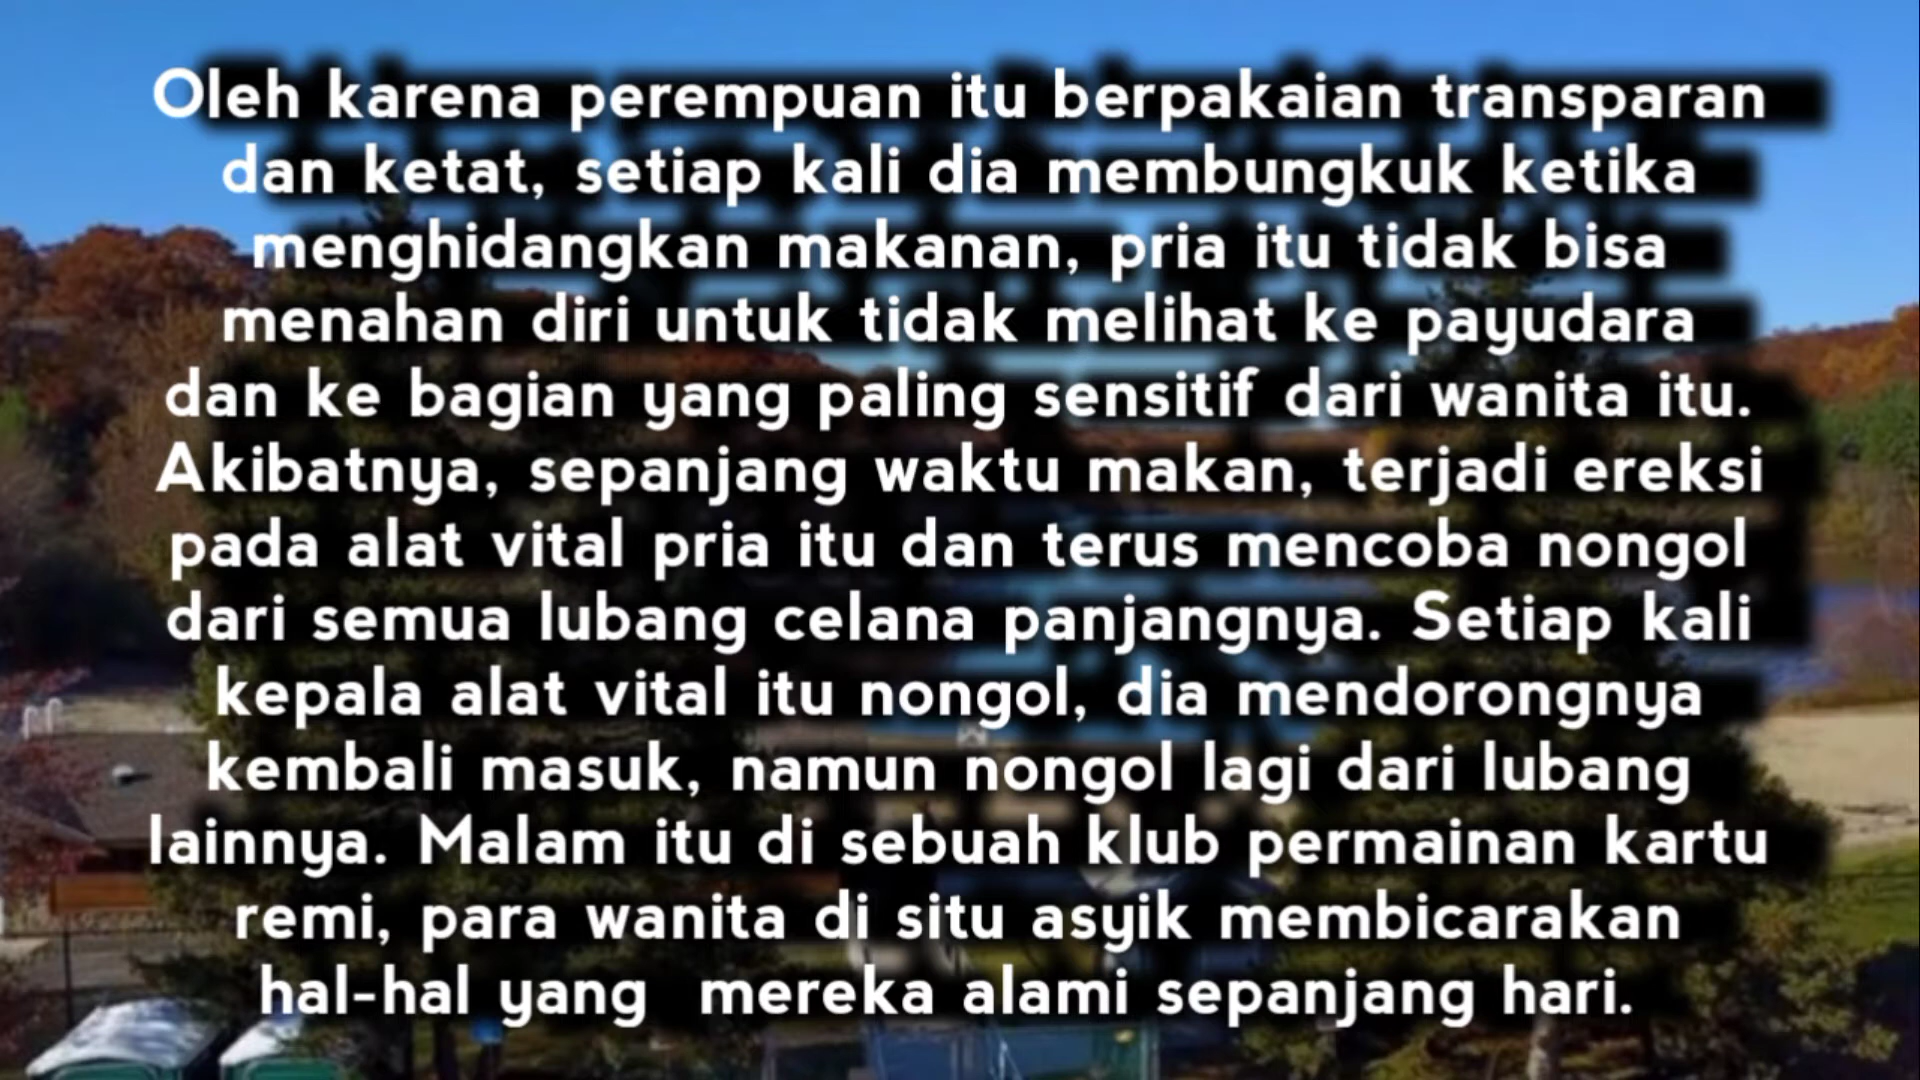 Oleh karena perempuan itu berpakaian transparan
dan ketat, setiap kali dia membungkuk ketika
menghidangkan makanan, pria itu tidak bisa
menahan diri untuk tidak melihat ke payudara
dan ke bagian yang paling sensitif dari wanita itu.
Akibatnya, sepanjang waktu makan, terjadi ereksi
pada alat vital pria itu dan terus mencoba nongol
dari semua lubang celana panjangnya. Setiap kali
kepala alat vital itu nongol, dia mendorongnya
kembali masuk, namun nongol lagi dari lubang
lainnya. Malam itu di sebuah klub permainan kartu
remi, para wanita di situ asyik membicarakan
hal-hal yang  mereka alami sepanjang hari.